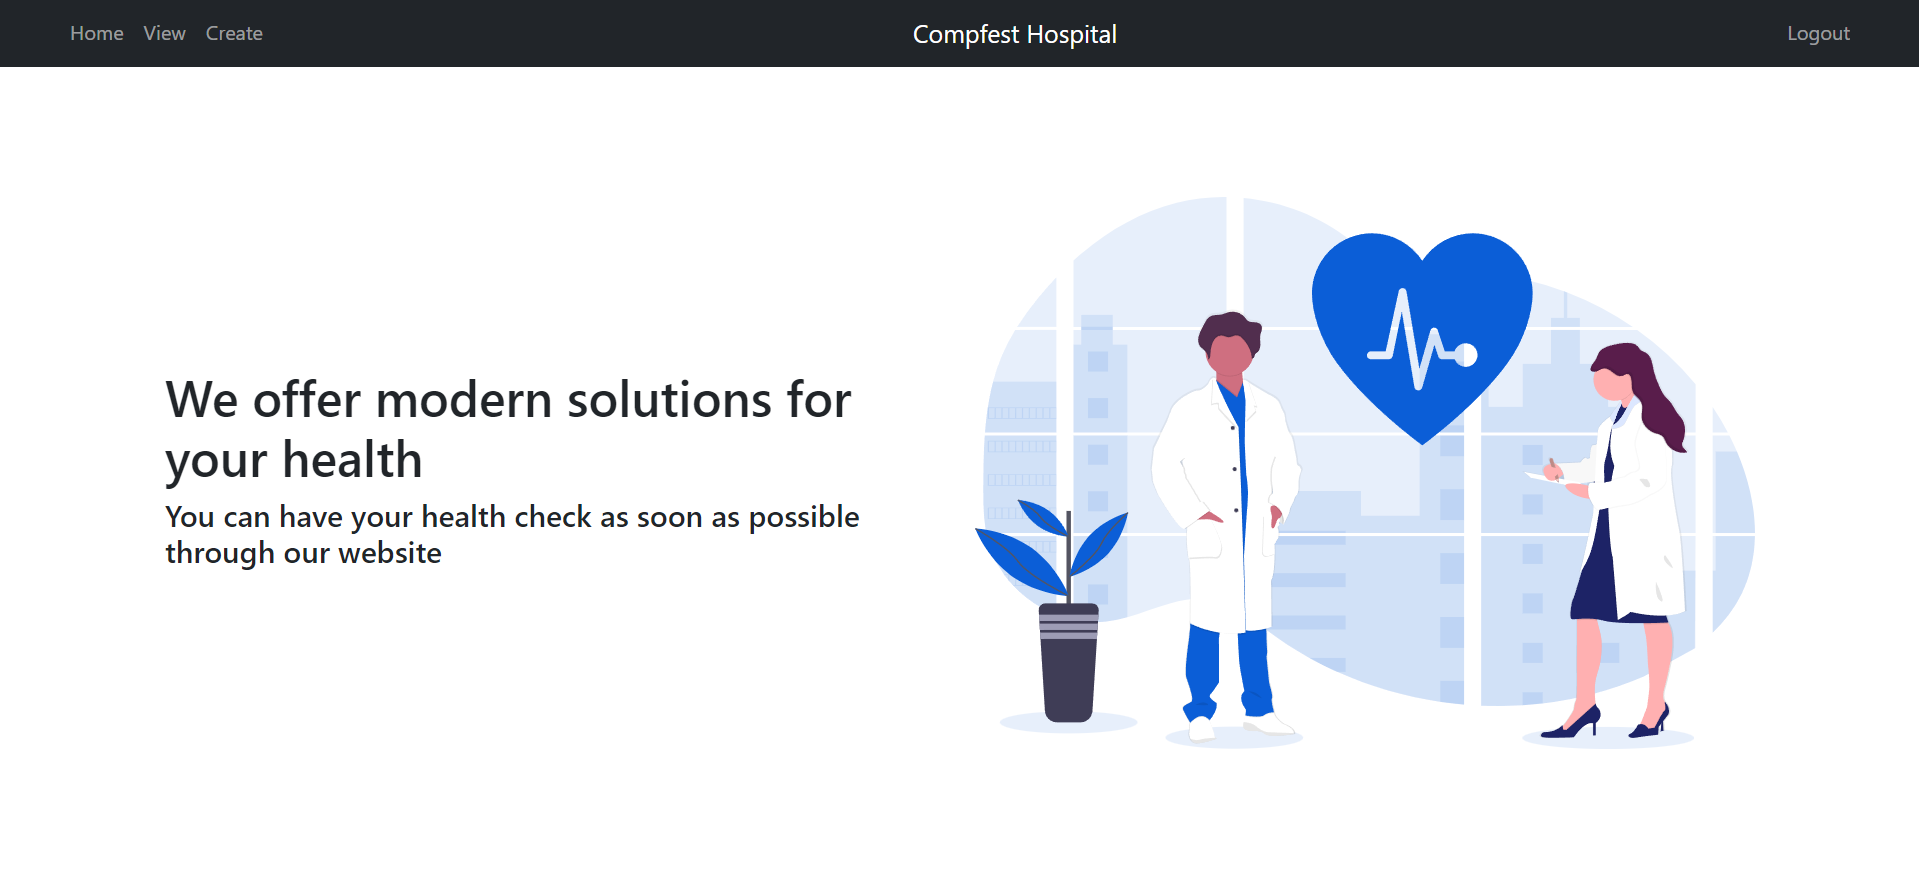 Home View Create Compfest Hospital Logout
We offer modern solutions for
your health
You can have your health check as soon as possible
through our website